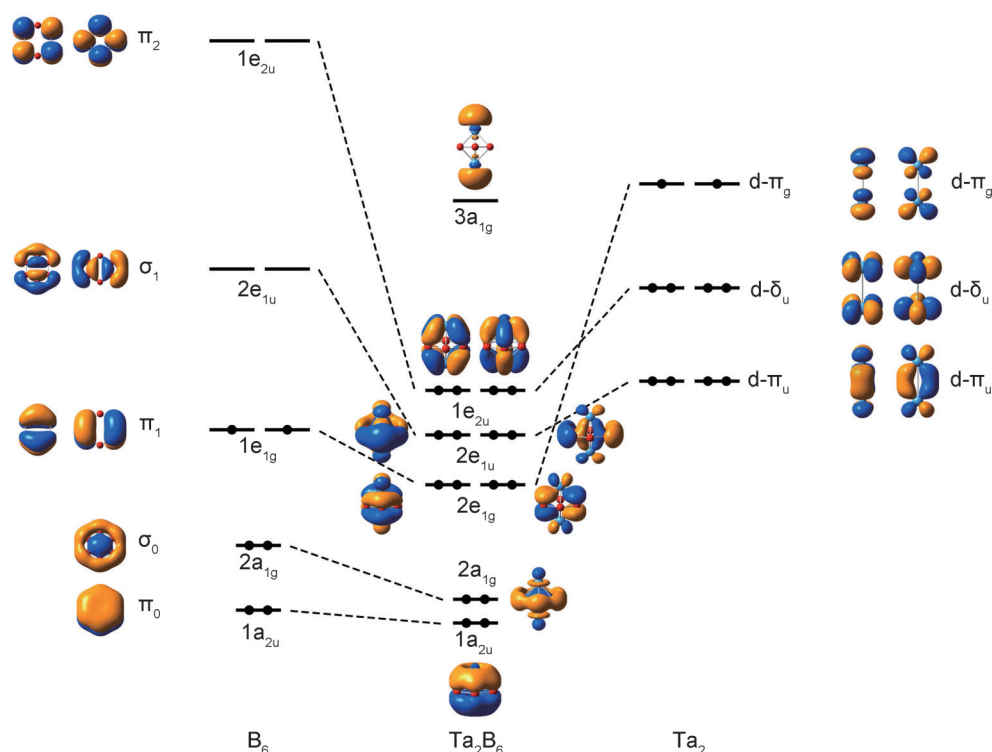 π₂
1e₂ᵤ
3a₁g
d-πg
d-πg
σ₁
2e₁ᵤ
d-δᵤ
d-δᵤ
1e₂ᵤ
d-πᵤ
d-πᵤ
π₁
1e₁g
2e₁ᵤ
2e₁g
σ₀
2a₁g
2a₁g
π₀
1a₂ᵤ
1a₂ᵤ
B₆
Ta₂B₆
Ta₂